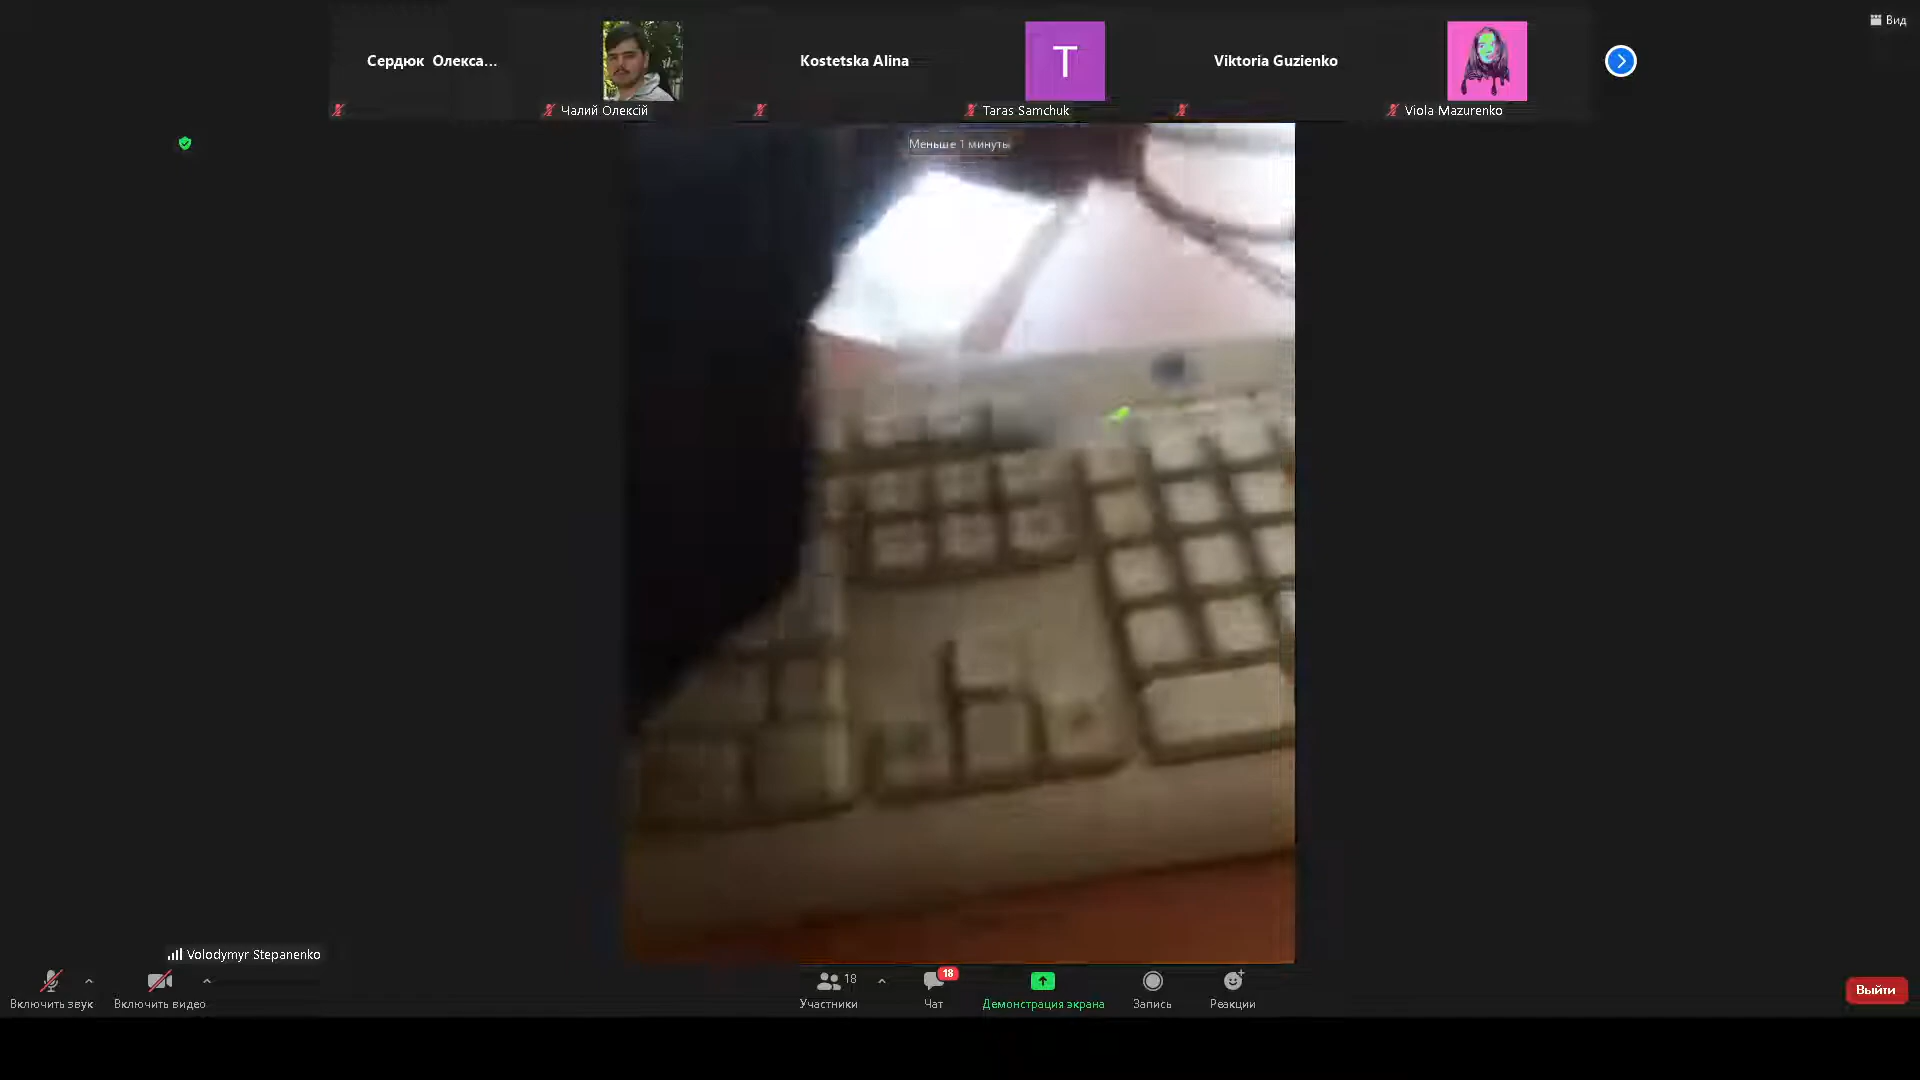 Вид
Сердюк Олекса...
Kostetska Alina
T
Viktoria Guzienko
Чалий Олексій
Taras Samchuk
Viola Mazurenko
Меньше 1 минуты
Volodymyr Stepanenko
18
18
Включить звук
Включить видео
Участники
Чат
Демонстрация экрана
Запись
Реакции
Выйти